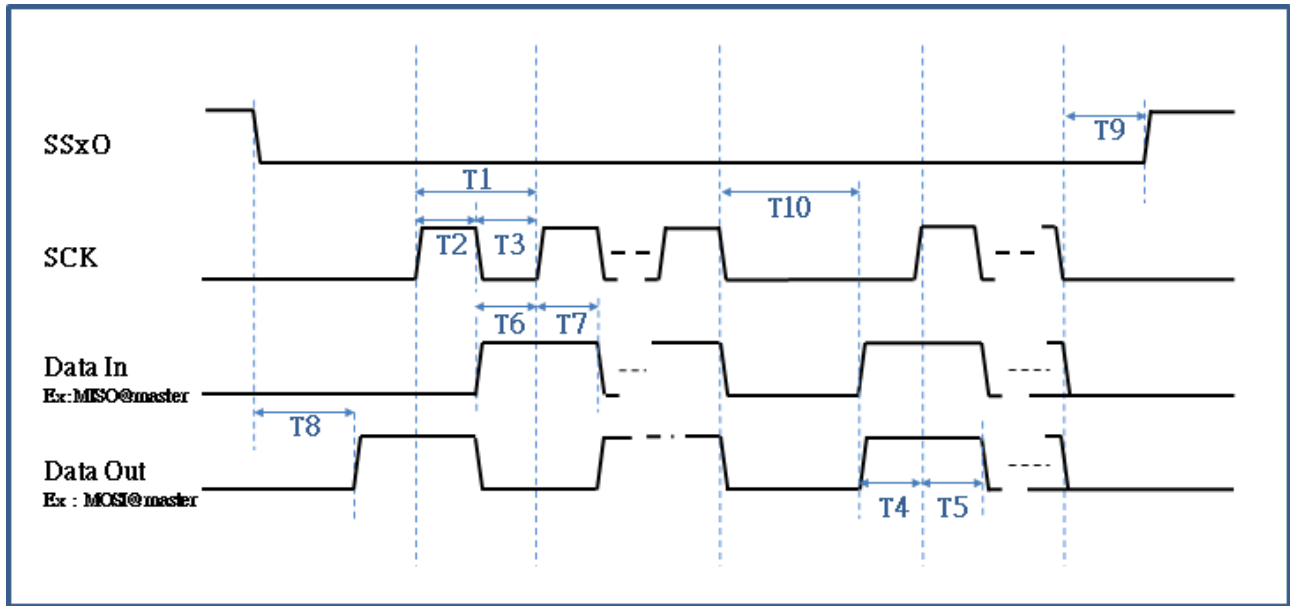 SSxO
T9
T1
T10
T2 T3
SCK
T6 T7
Data In
Ex:MISO@master
T8
Data Out
Ex : MOSI@master
T4 T5